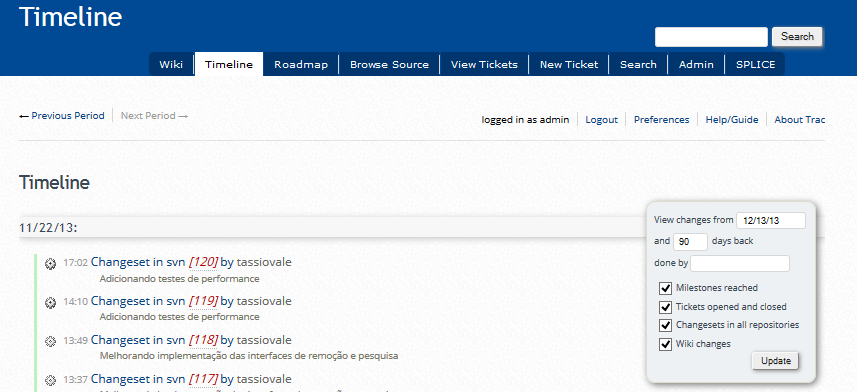 Timeline
Search
Wiki Timeline Roadmap Browse Source View Tickets New Ticket Search Admin SPLICE
← Previous Period Next Period →
logged in as admin Logout Preferences Help/Guide About Trac
Timeline
View changes from 12/13/13
and 90 days back
done by
Milestones reached
Tickets opened and closed
Changesets in all repositories
Wiki changes
Update
11/22/13:
17:02 Changeset in svn [120] by tassiovale
Adicionando testes de performance
14:10 Changeset in svn [119] by tassiovale
Adicionando testes de performance
13:49 Changeset in svn [118] by tassiovale
Melhorando implementação das interfaces de remoção e pesquisa
13:37 Changeset in svn [117] by tassiovale